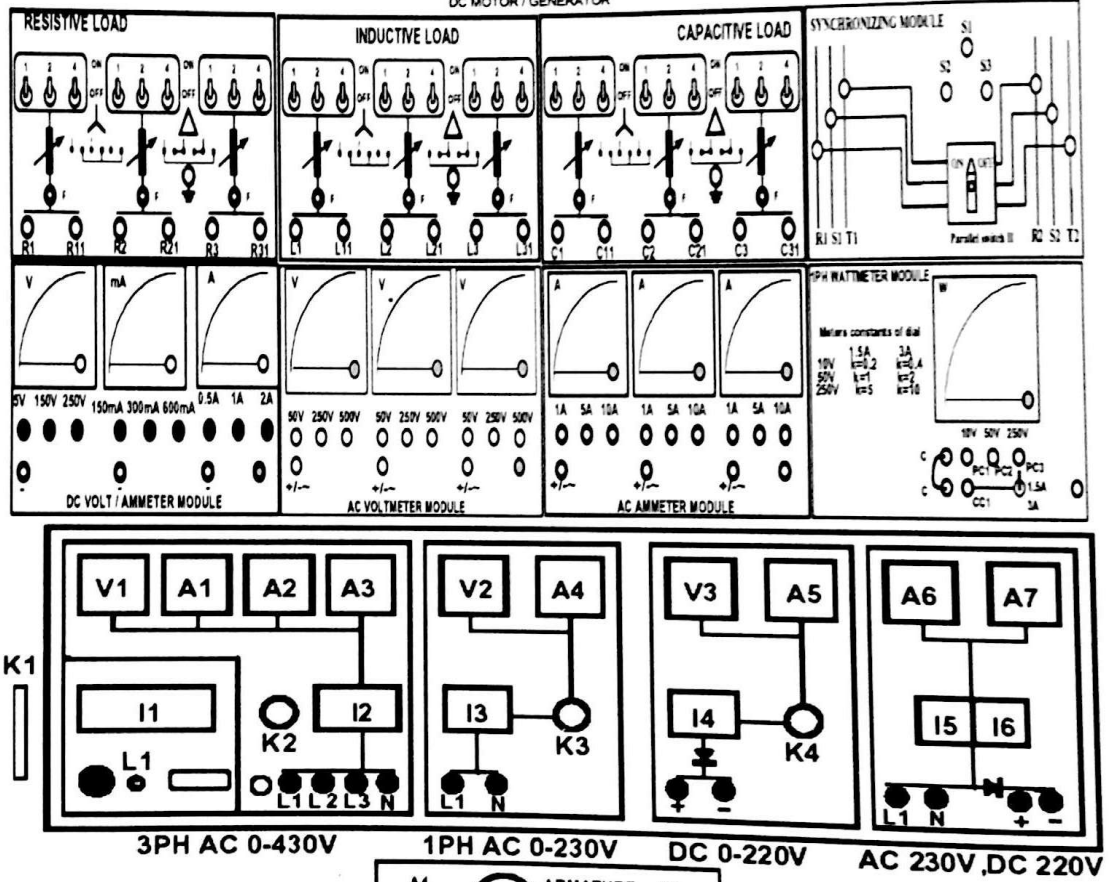 DC MOTOR / GENERATOR
RESISTIVE LOAD
1 2 4 1 2 4 ON 1 2 4
OFF
F F F
R1 R11 R2 R21 R3 R31
INDUCTIVE LOAD
1 2 4 ON 1 2 4 ON 1 2 4
OFF OFF
F F F
L1 L11 L2 L21 L3 L31
CAPACITIVE LOAD
1 2 4 ON 1 2 4 ON 1 2 4
OFF OFF
F F F
C1 C11 C2 C21 C3 C31
SYNCHRONIZING MODULE
S1
S2 S3
ON OFF
R1 S1 T1 Parallel switch II R2 S2 T2
V mA A
5V 150V 250V 150mA 300mA 600mA 0.5A 1A 2A
- - -
DC VOLT / AMMETER MODULE
V V V
50V 250V 500V 50V 250V 500V 50V 250V 500V
+/-~ +/-~ +/-~
AC VOLTMETER MODULE
A A A
1A 5A 10A 1A 5A 10A 1A 5A 10A
+/-~ +/-~ +/-~
AC AMMETER MODULE
1PH WATTMETER MODULE
W
Meters constants of dial
1.5A 3A
10V k=0.2 k=0.4
50V k=1 k=2
250V k=5 k=10
10V 50V 250V
C PC1 PC2 PC3
C CC1 1.5A
3A
V1 A1 A2 A3 V2 A4 V3 A5 A6 A7
K1
I1 K2 I2 I3 K3 I4 K4 I5 I6
L1
L1 L2 L3 N L1 N + - L1 N + -
3PH AC 0-430V 1PH AC 0-230V DC 0-220V AC 230V ,DC 220V